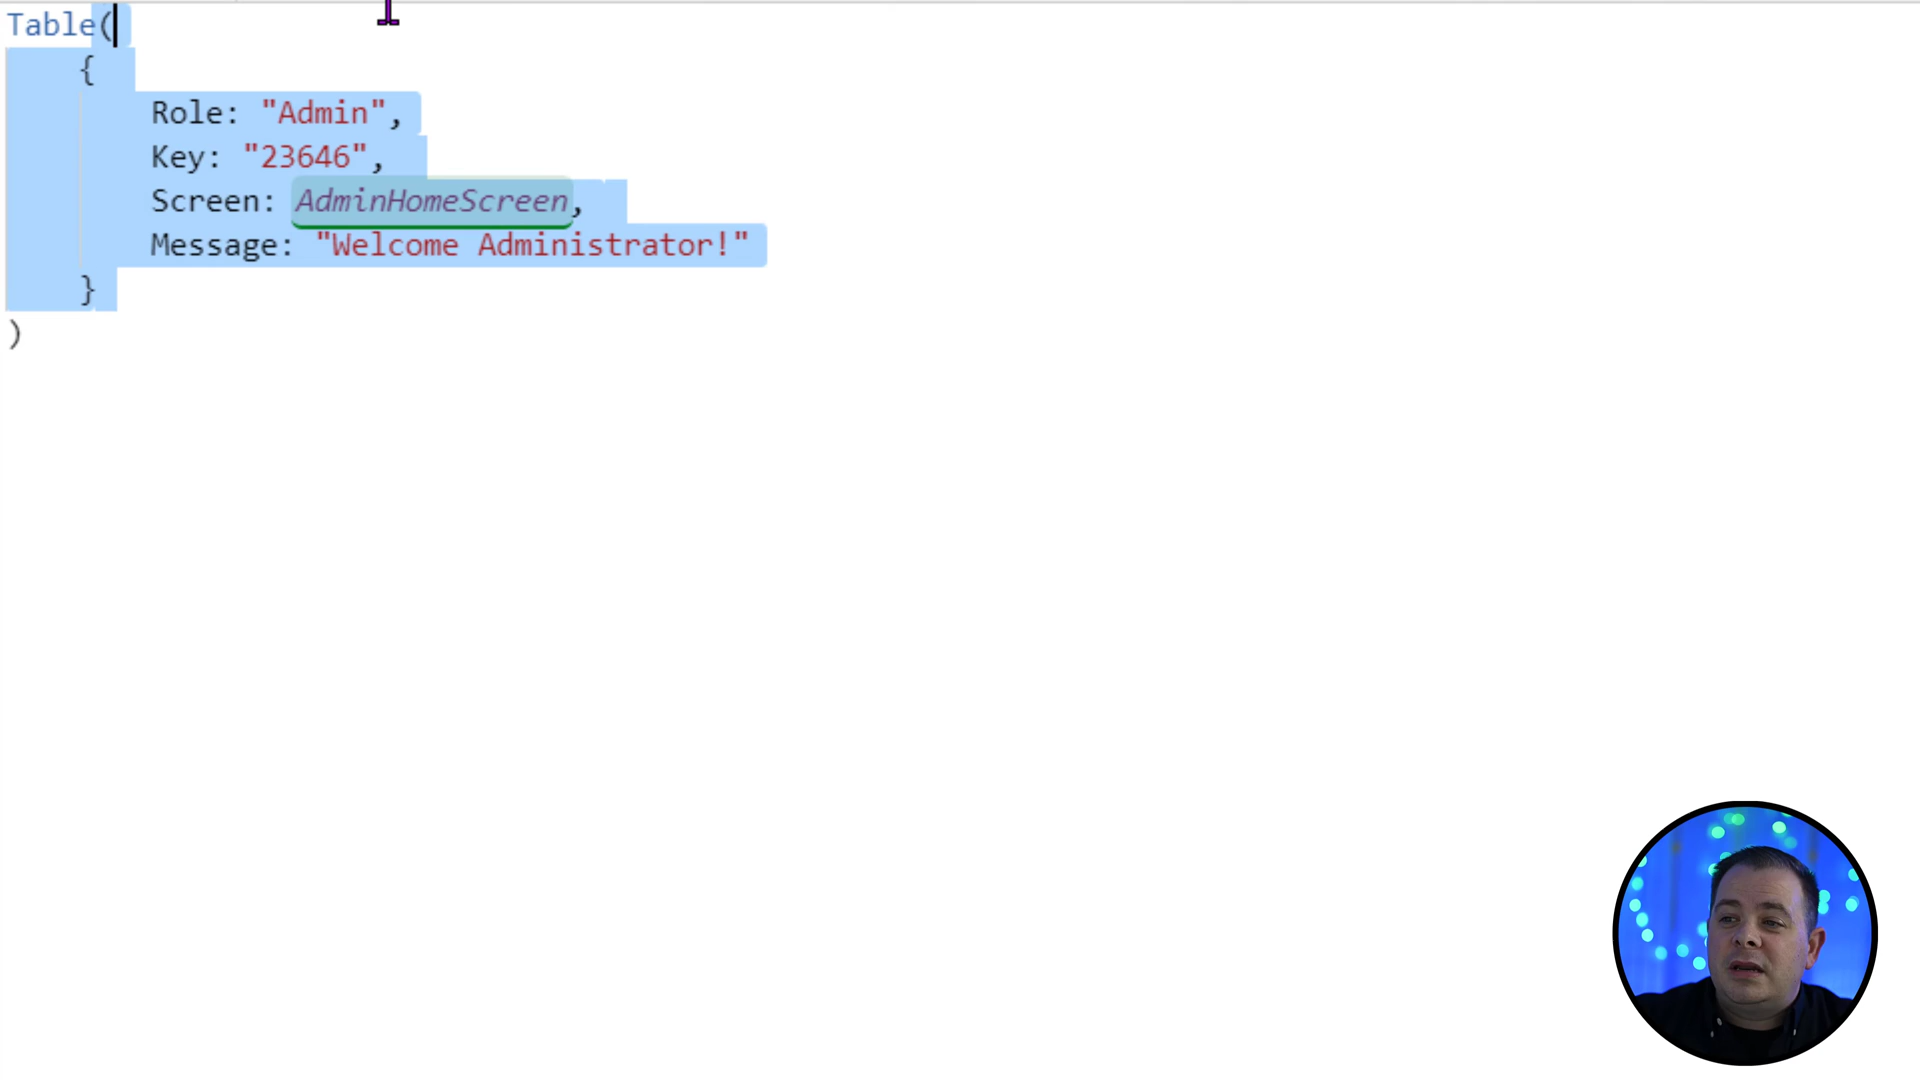 Table(
{
Role: "Admin",
Key: "23646",
Screen: AdminHomeScreen,
Message: "Welcome Administrator!"
}
)